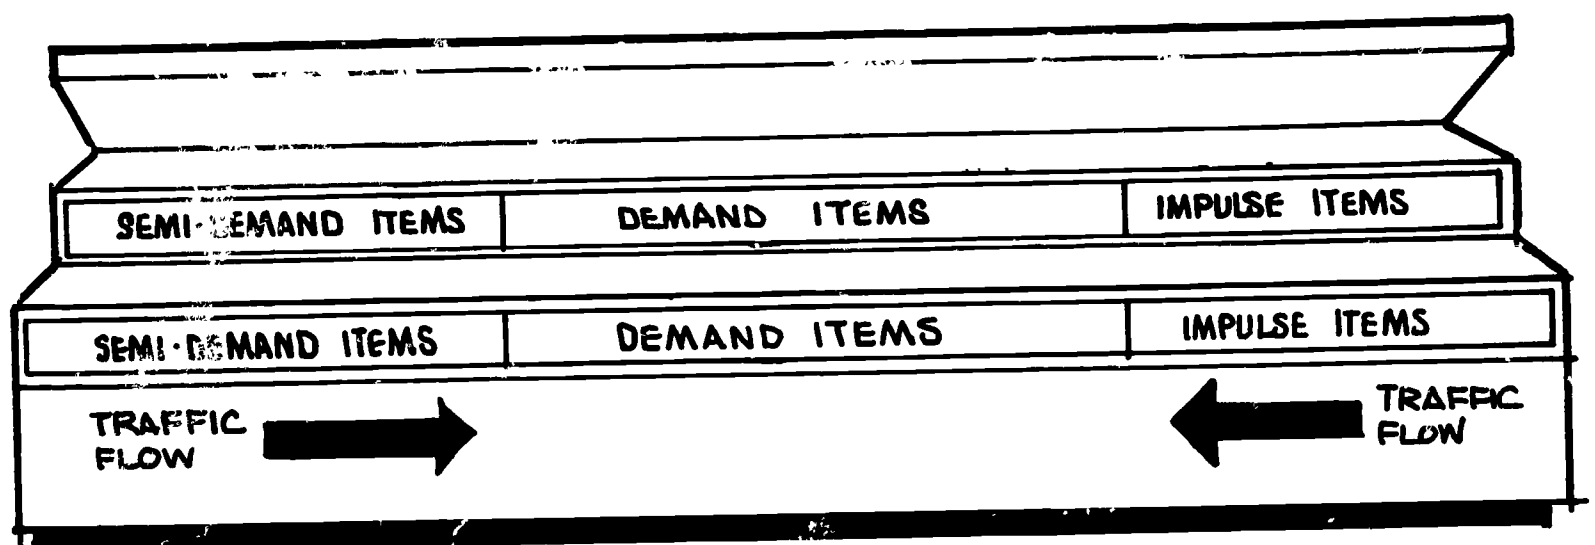 SEMI-DEMAND ITEMS DEMAND ITEMS IMPULSE ITEMS
SEMI-DEMAND ITEMS DEMAND ITEMS IMPULSE ITEMS
TRAFFIC
FLOW
TRAFFIC
FLOW